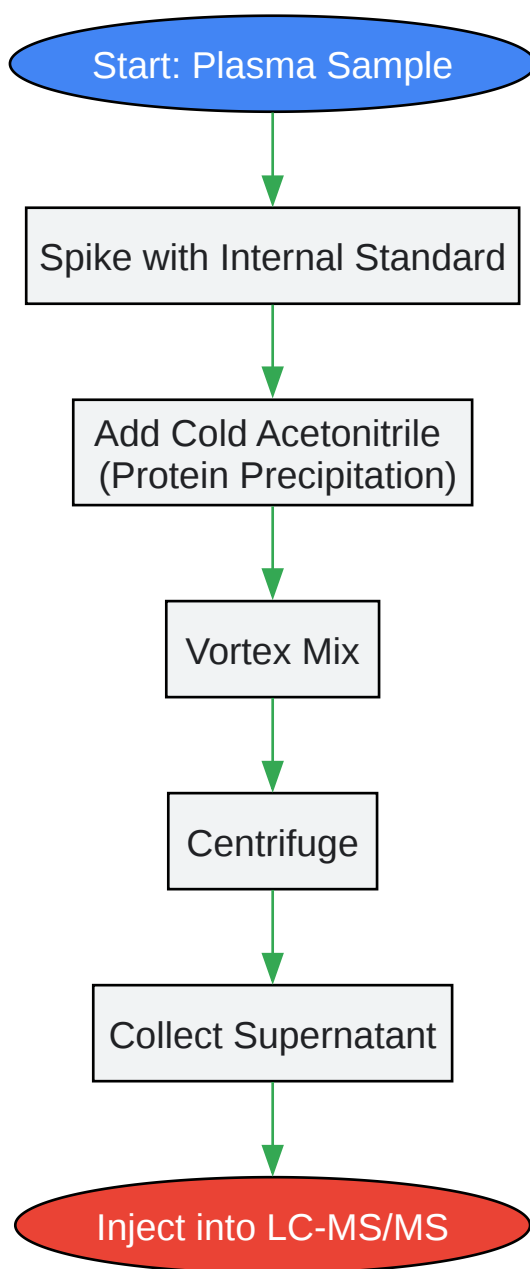 Start: Plasma Sample
Spike with Internal Standard
Add Cold Acetonitrile
(Protein Precipitation)
Vortex Mix
Centrifuge
Collect Supernatant
Inject into LC-MS/MS